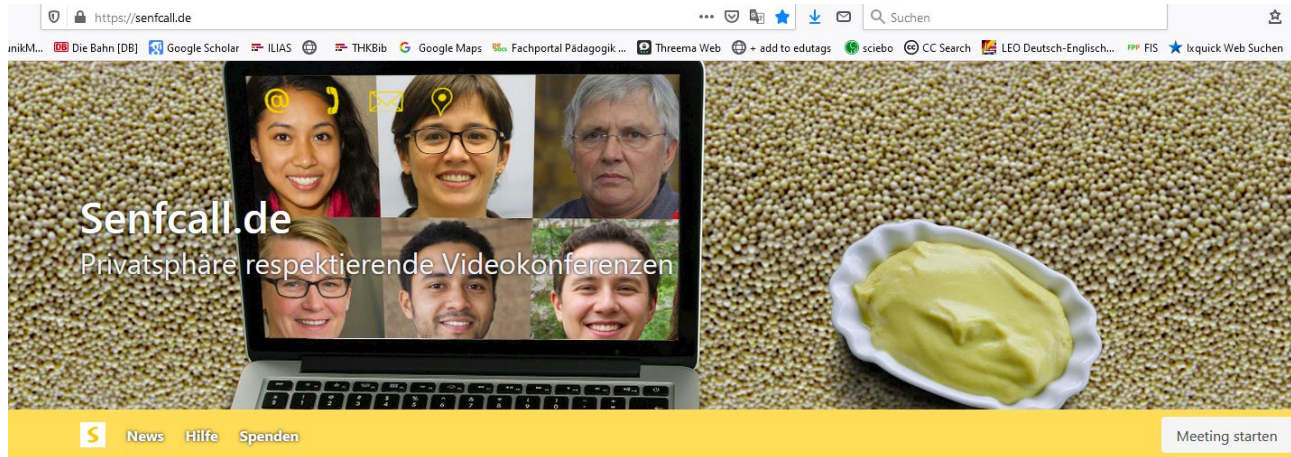 https://senfcall.de
Suchen
unikM... DB Die Bahn [DB] Google Scholar ILIAS THKBib Google Maps Fachportal Pädagogik ... Threema Web + add to edutags sciebo CC Search LEO Deutsch-Englisch... FPP FIS Ixquick Web Suchen
@
Senfcall.de
Privatsphäre respektierende Videokonferenzen
S News Hilfe Spenden Meeting starten